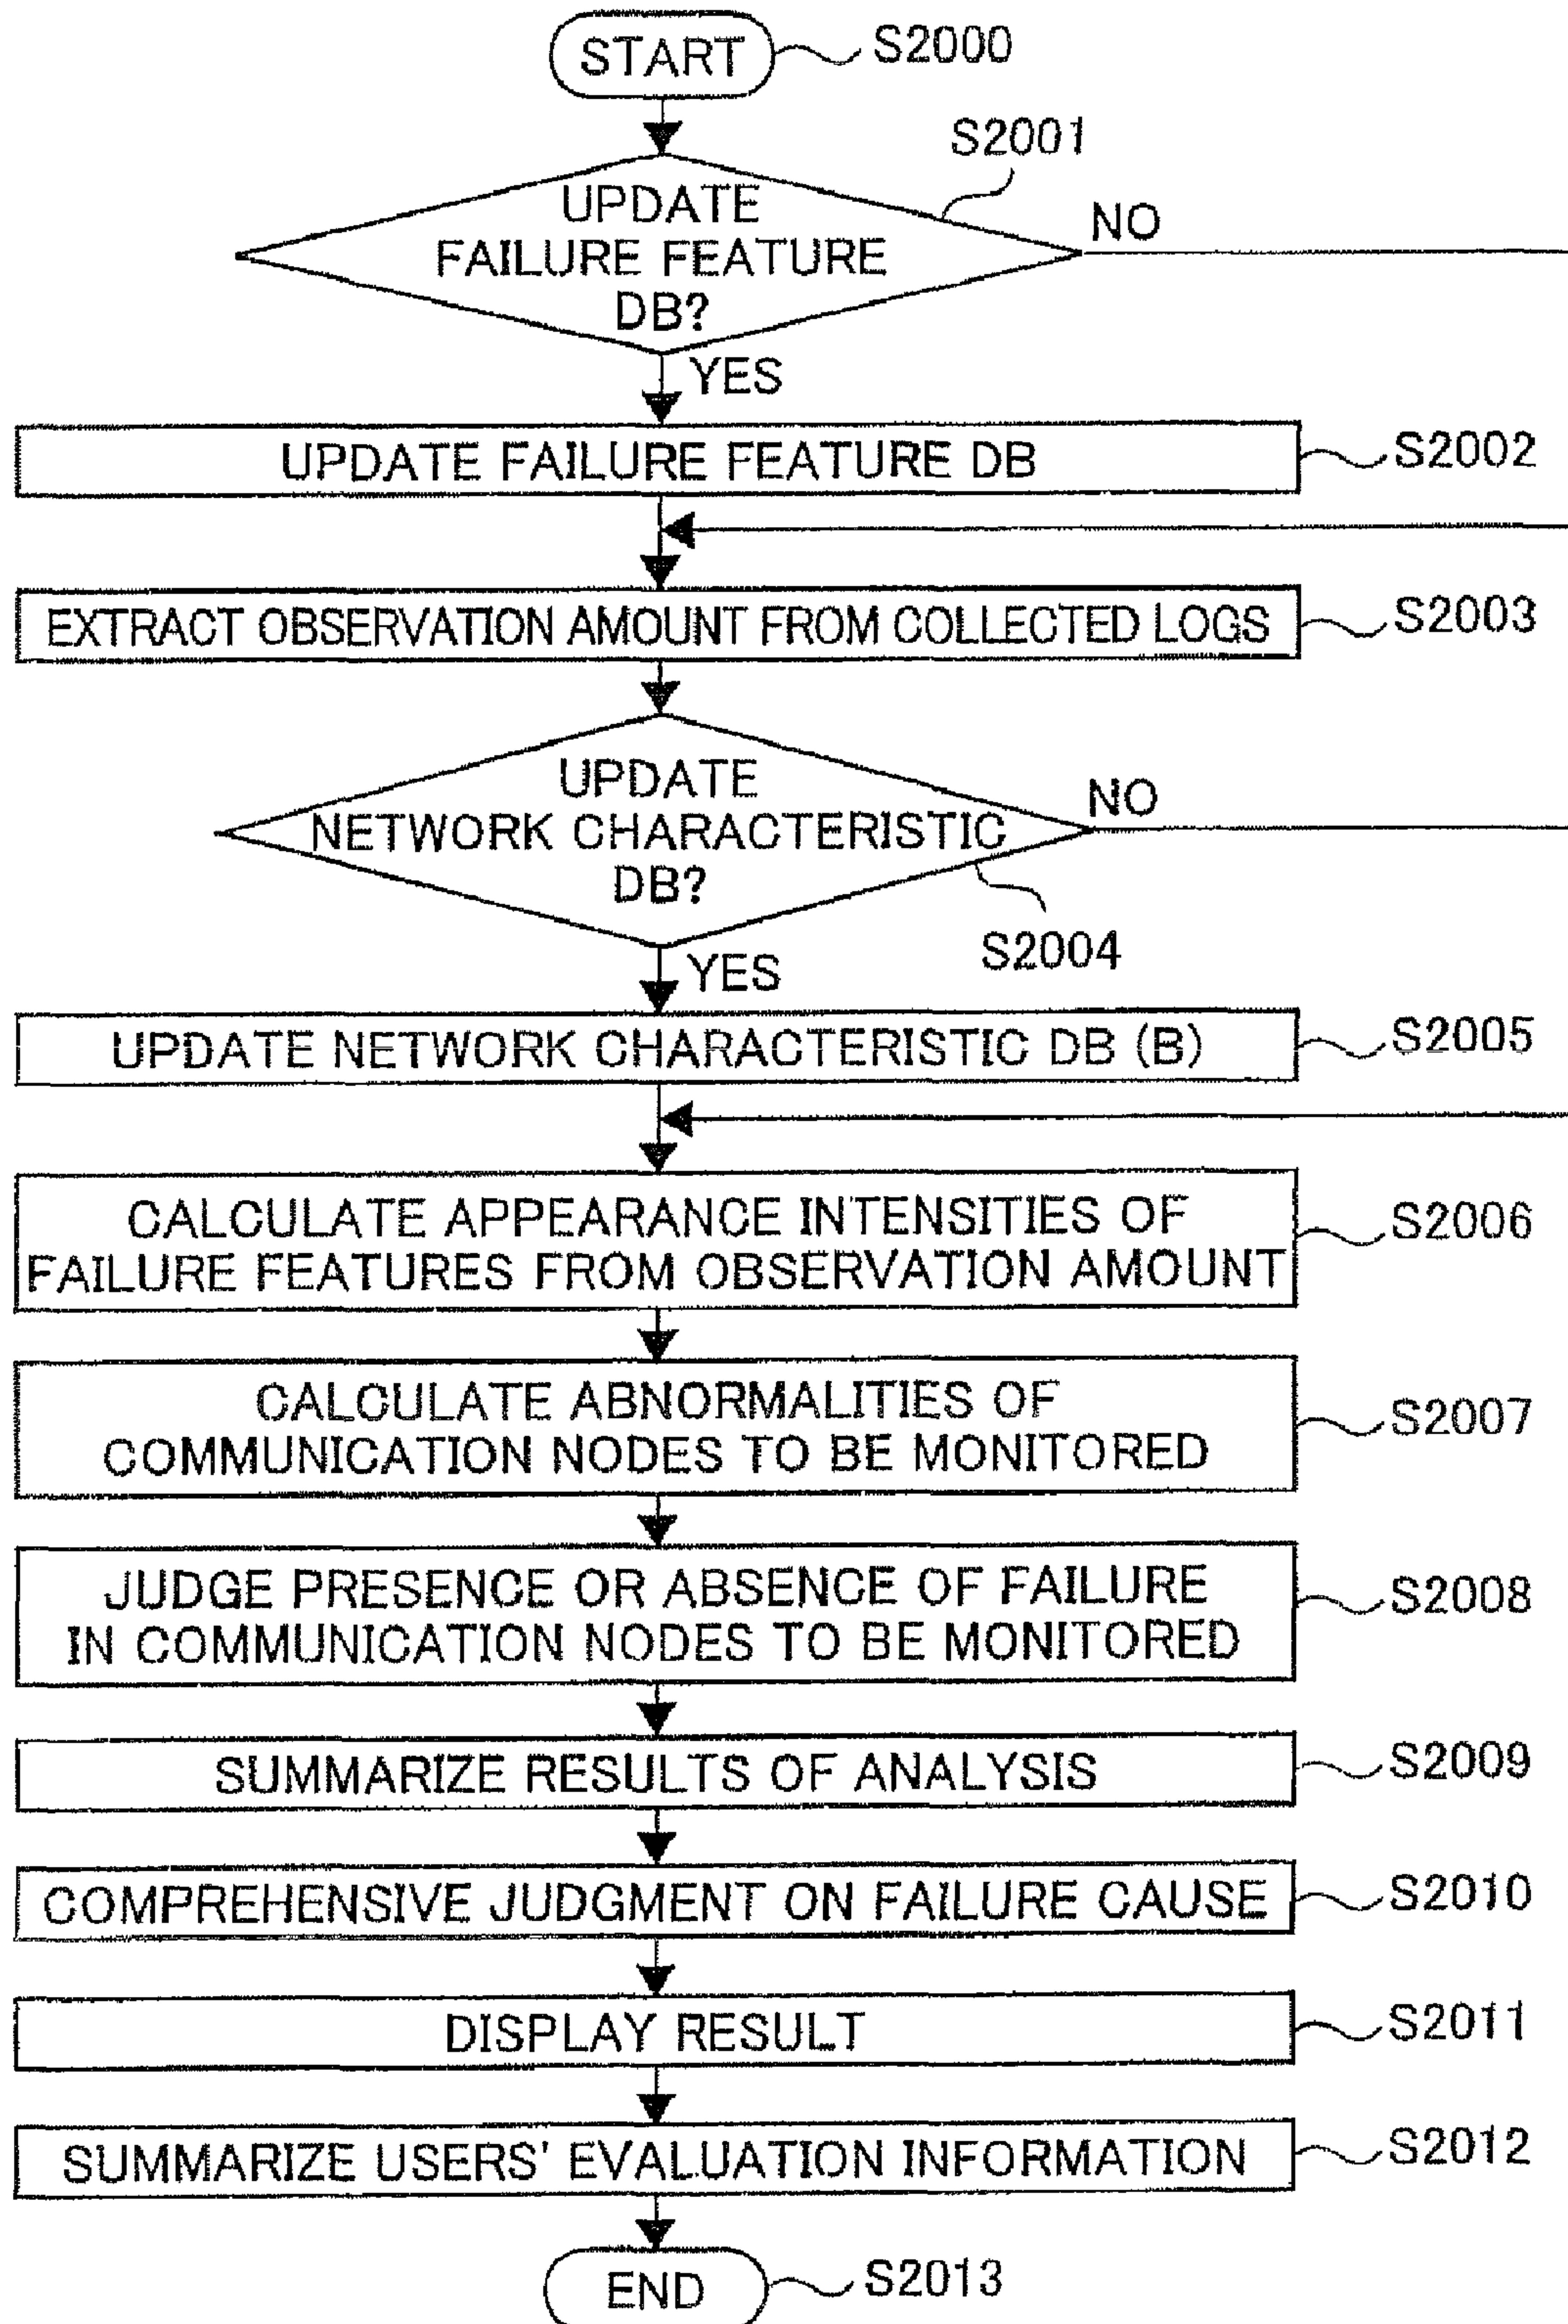 START
S2000
S2001
UPDATE
FAILURE FEATURE
DB?
NO
YES
UPDATE FAILURE FEATURE DB
S2002
EXTRACT OBSERVATION AMOUNT FROM COLLECTED LOGS
S2003
UPDATE
NETWORK CHARACTERISTIC
DB?
NO
S2004
YES
UPDATE NETWORK CHARACTERISTIC DB (B)
S2005
CALCULATE APPEARANCE INTENSITIES OF
FAILURE FEATURES FROM OBSERVATION AMOUNT
S2006
CALCULATE ABNORMALITIES OF
COMMUNICATION NODES TO BE MONITORED
S2007
JUDGE PRESENCE OR ABSENCE OF FAILURE
IN COMMUNICATION NODES TO BE MONITORED
S2008
SUMMARIZE RESULTS OF ANALYSIS
S2009
COMPREHENSIVE JUDGMENT ON FAILURE CAUSE
S2010
DISPLAY RESULT
S2011
SUMMARIZE USERS' EVALUATION INFORMATION
S2012
END
S2013